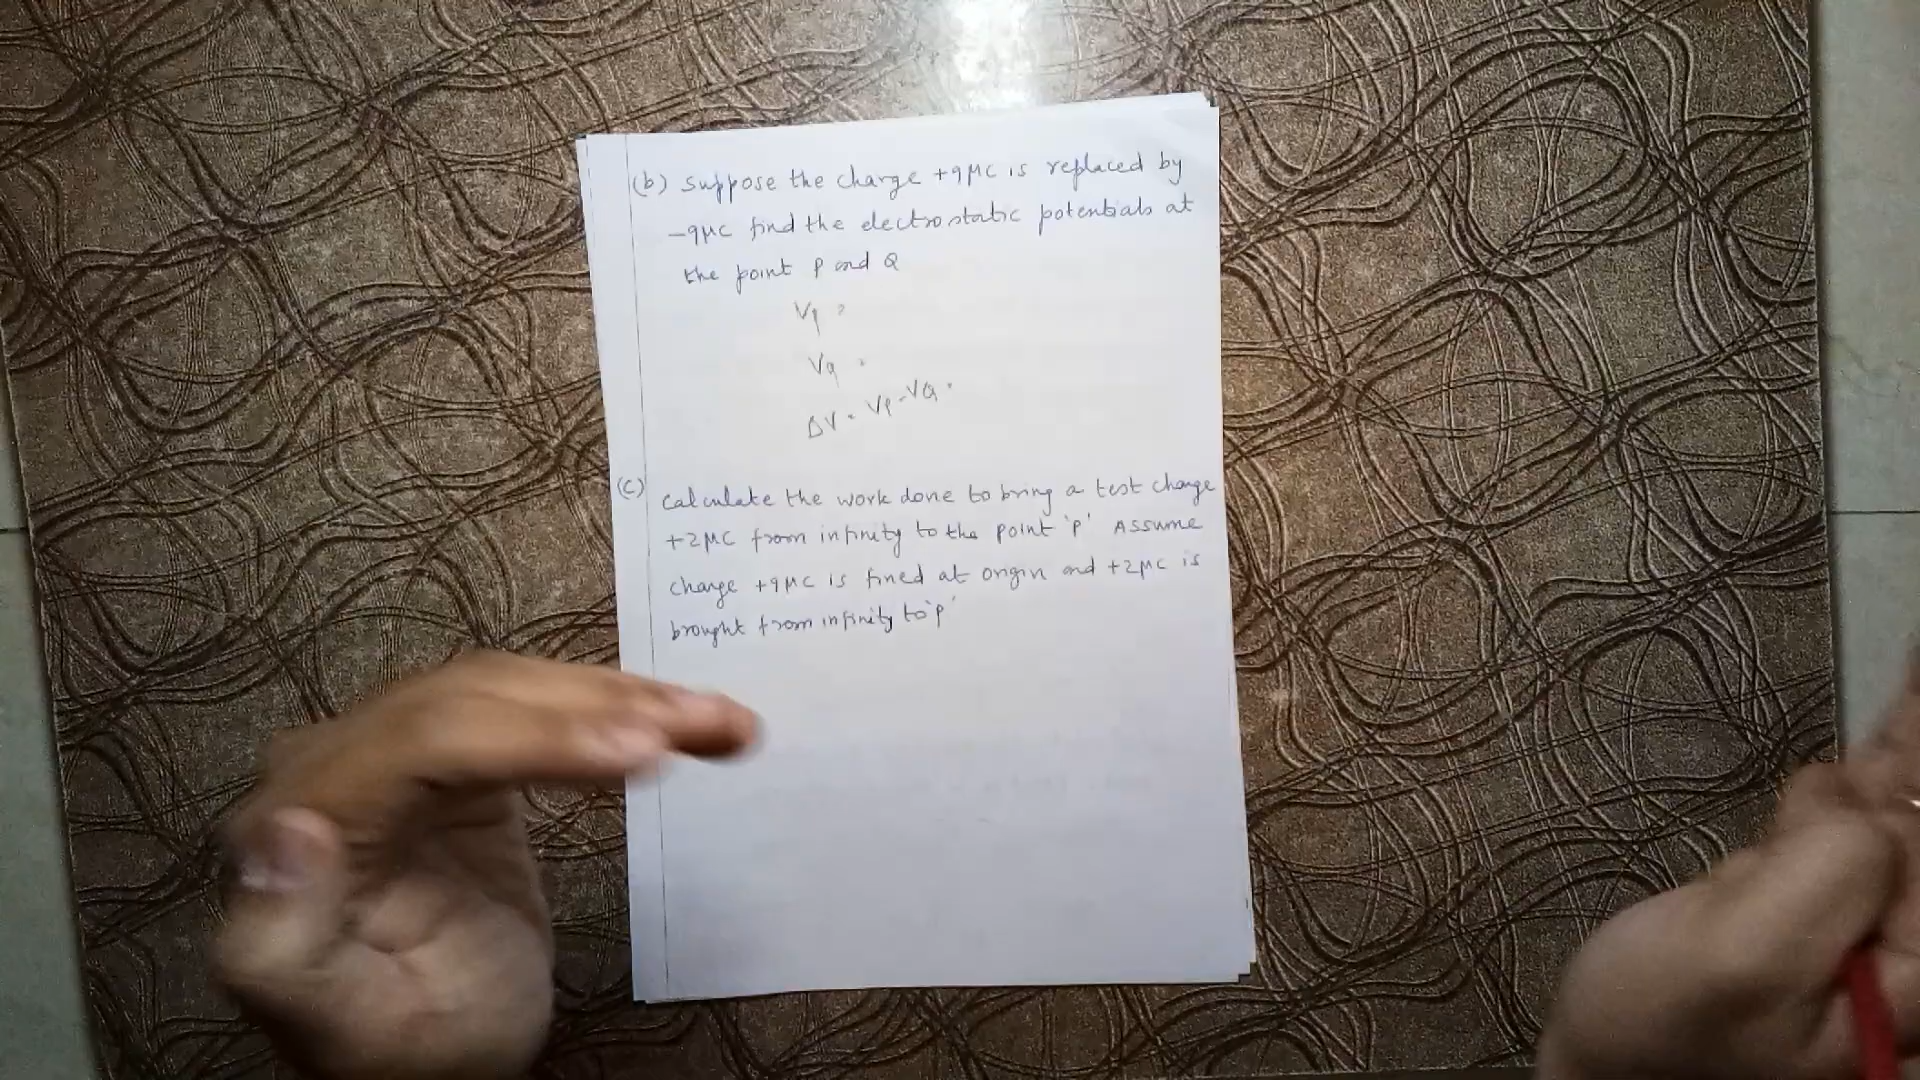 (b) suppose the charge +9μC is replaced by
-9μC find the electrostatic potentials at
the point P and Q
Vp =
VQ =
ΔV = VP - VQ =
(C) calculate the work done to bring a test charge
+2μC from infinity to the point 'P' Assume
charge +9μC is fined at origin and +2μC is
brought from infinity to 'P'